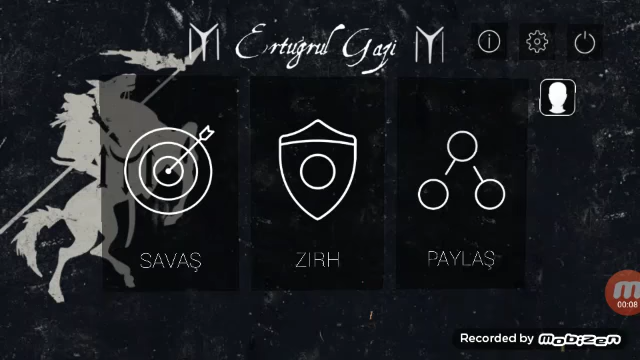 Ertuğrul Gazi
SAVAŞ
ZIRH
PAYLAŞ
00:08
Recorded by MOBIZEN